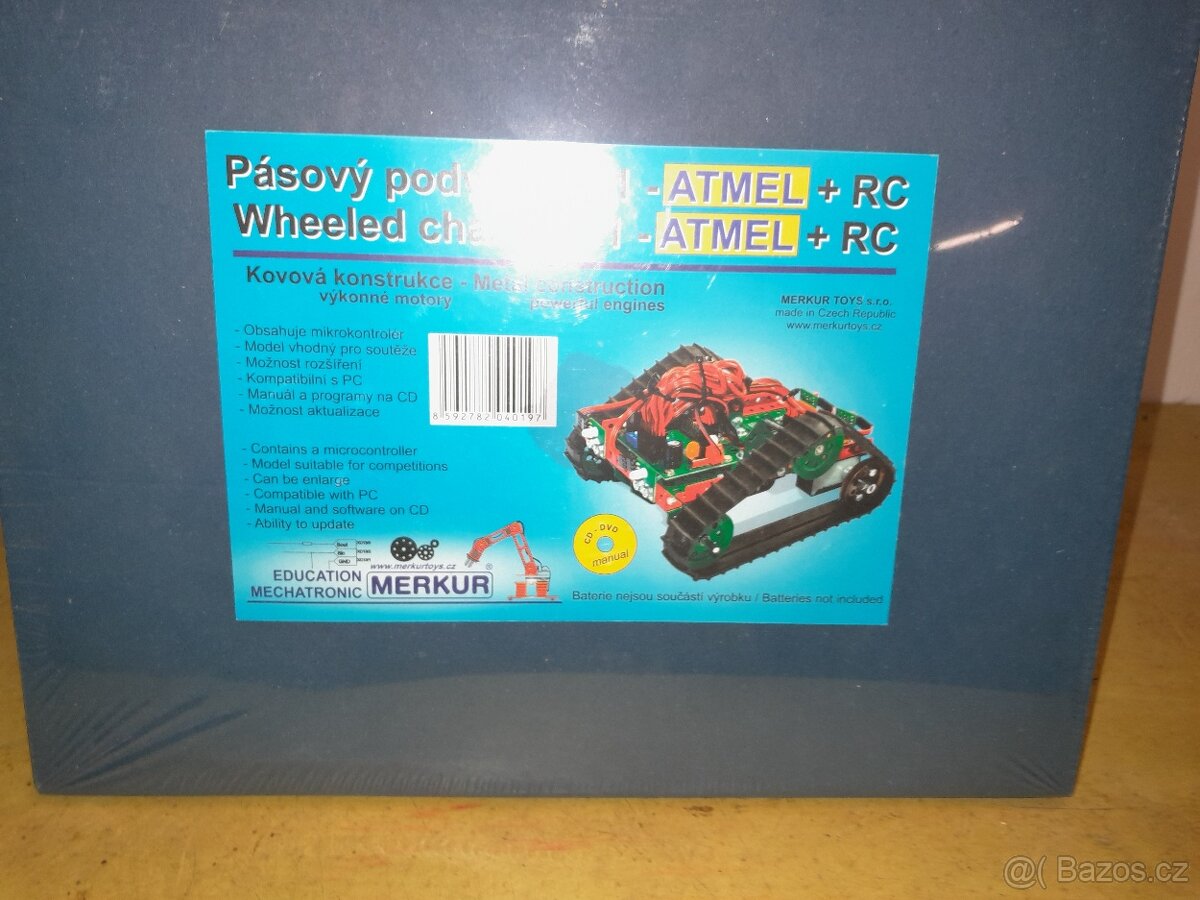 Pásový - ATMEL + RC
Wheeled - ATMEL + RC
Kovová konstrukce - Metal construction
výkonné motory powerful engines
MERKUR TOYS s.r.o.
made in Czech Republic
www.merkurtoys.cz
- Obsahuje mikrokontrolér
- Model vhodný pro soutěže
- Možnost rozšíření
- Kompatibilní s PC
- Manuál a programy na CD
- Možnost aktualizace
8 592782 040197
- Contains a microcontroller
- Model suitable for competitions
- Can be enlarge
- Compatible with PC
- Manual and software on CD
- Ability to update
CD - DVD
manual
GND
www.merkurtoys.cz
EDUCATION
MECHATRONIC
MERKUR®
Baterie nejsou součástí výrobku / Batteries not included
@( Bazos.cz